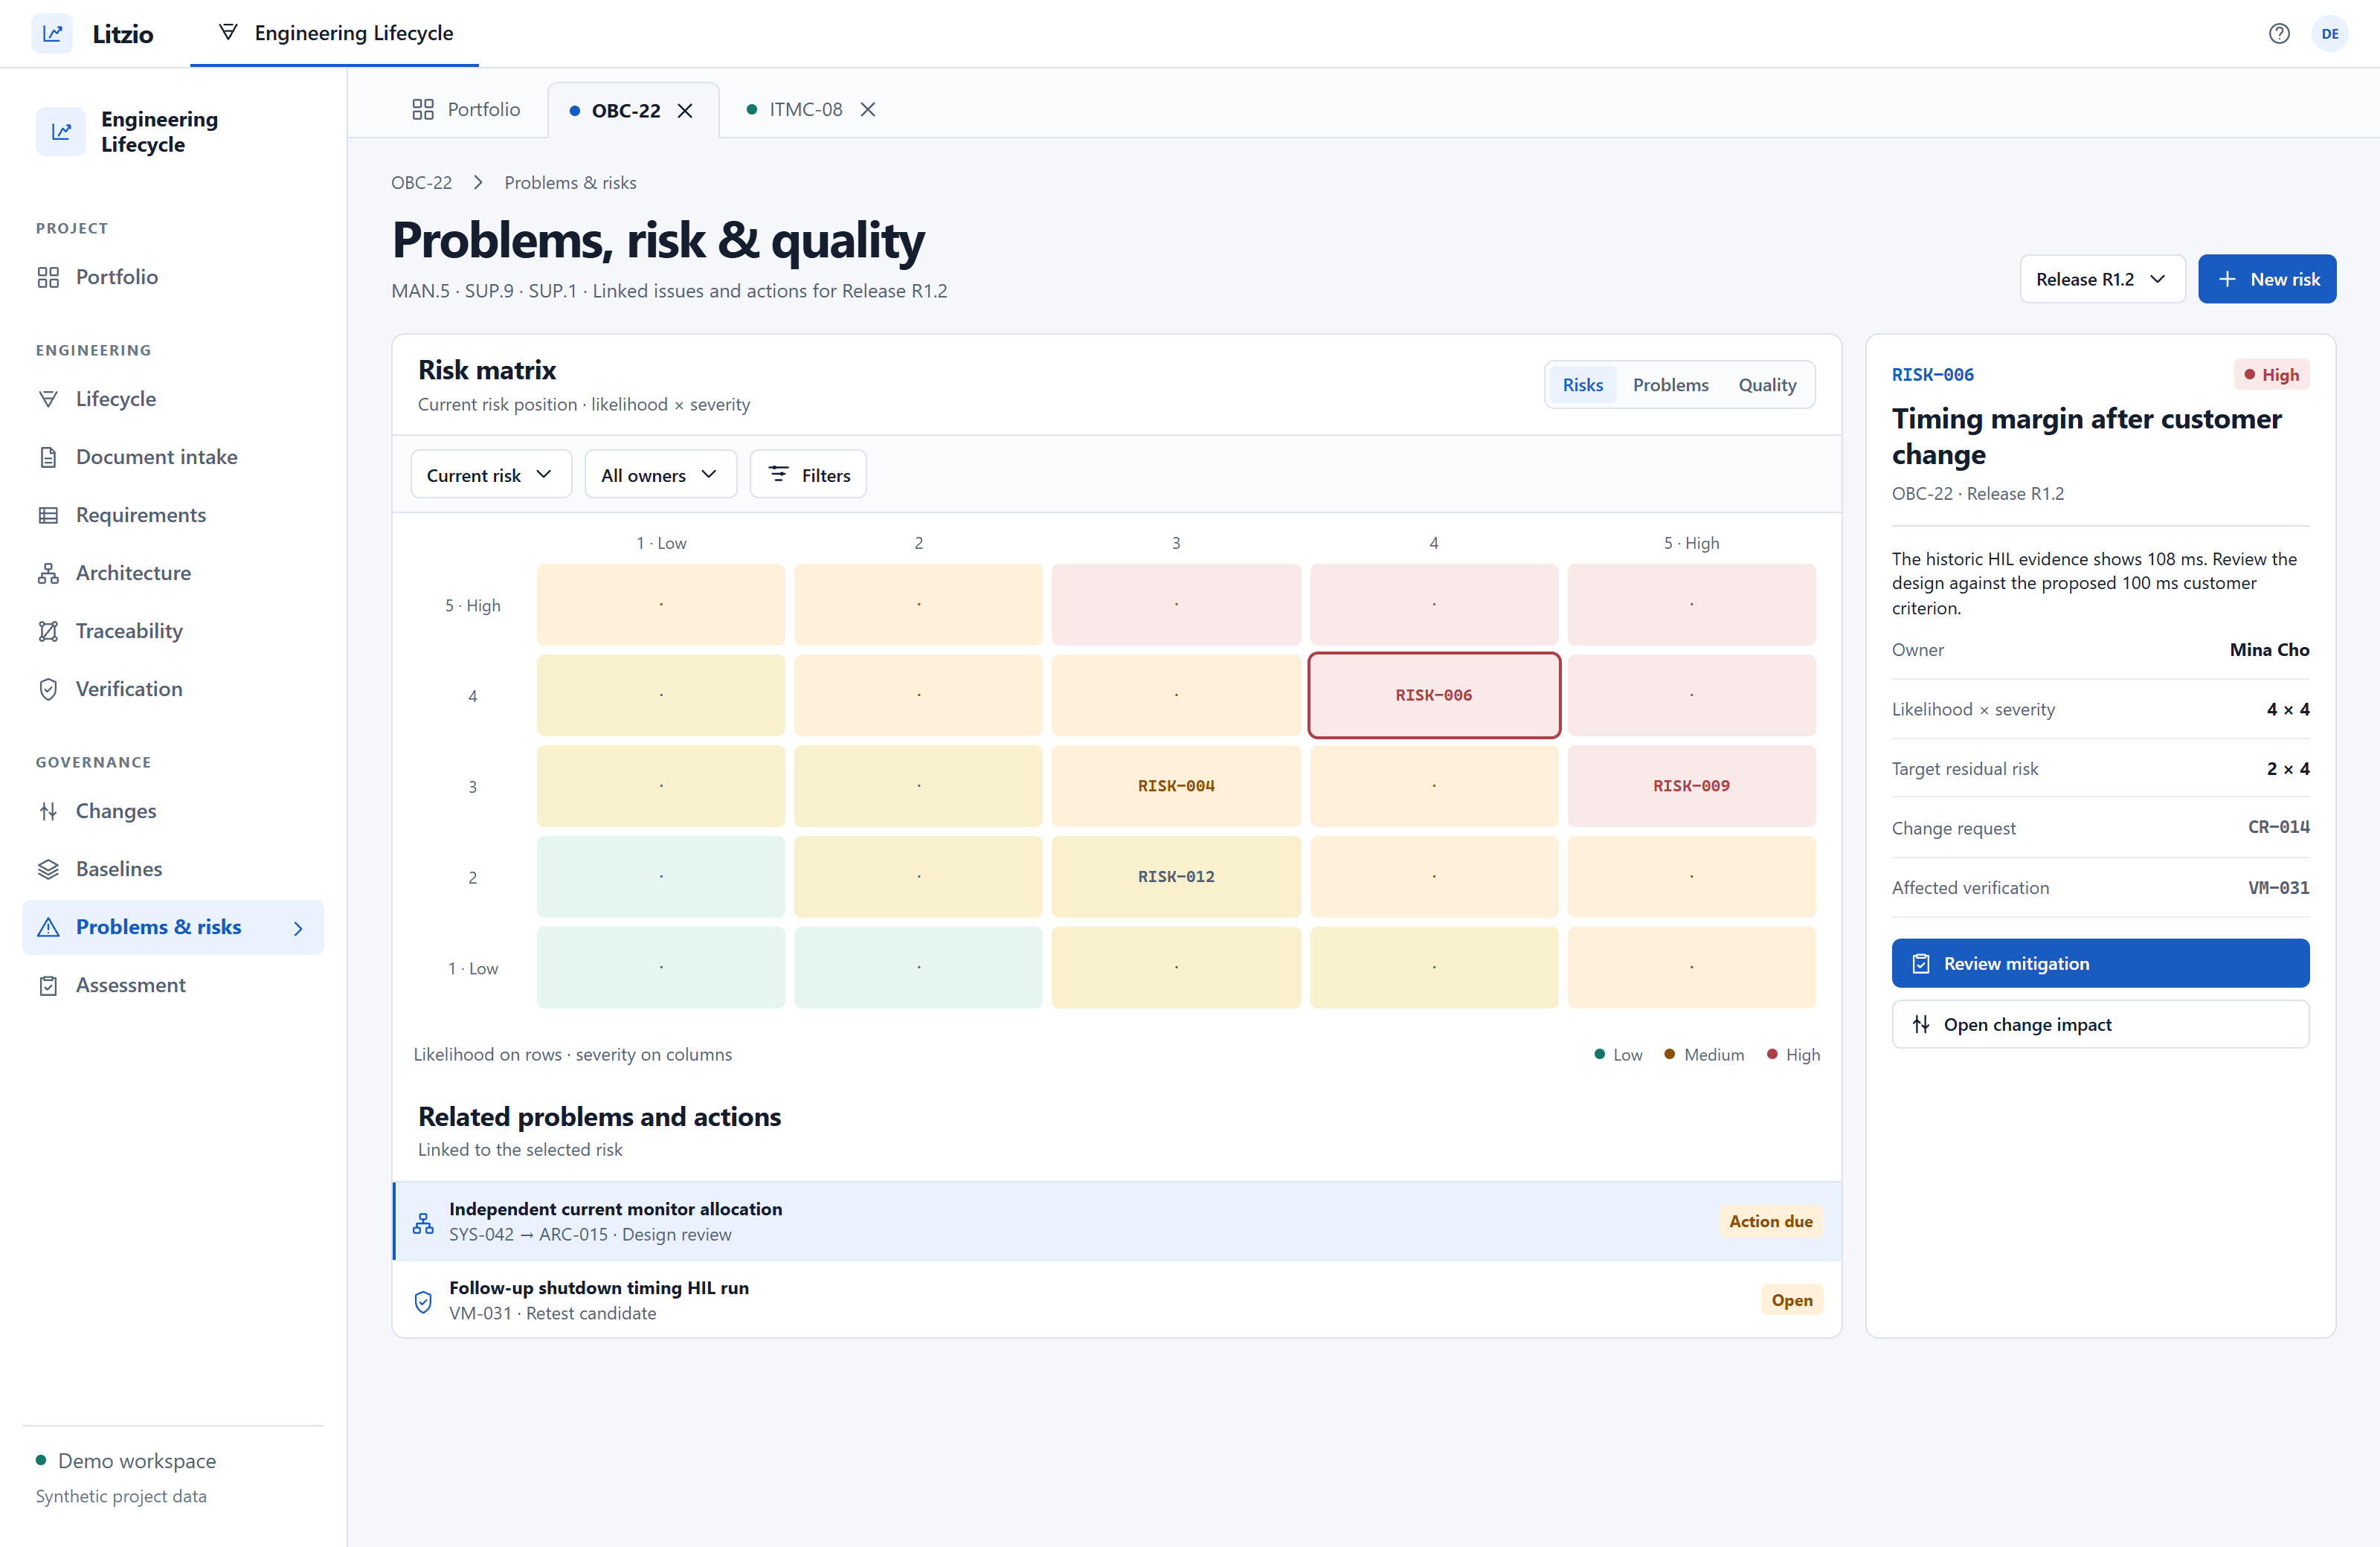 Litzio
Engineering Lifecycle
DE
Engineering
Lifecycle
PROJECT
Portfolio
ENGINEERING
Lifecycle
Document intake
Requirements
Architecture
Traceability
Verification
GOVERNANCE
Changes
Baselines
Problems & risks
Assessment
Demo workspace
Synthetic project data
Portfolio
OBC-22
ITMC-08
OBC-22 > Problems & risks
Problems, risk & quality
MAN.5 · SUP.9 · SUP.1 · Linked issues and actions for Release R1.2
Release R1.2
New risk
Risk matrix
Current risk position · likelihood × severity
Risks Problems Quality
Current risk
All owners
Filters
1 · Low 2 3 4 5 · High
5 · High · · · · ·
4 · · · RISK-006 ·
3 · · RISK-004 · RISK-009
2 · · RISK-012 · ·
1 · Low · · · · ·
Likelihood on rows · severity on columns
Low Medium High
Related problems and actions
Linked to the selected risk
Independent current monitor allocation
SYS-042 → ARC-015 · Design review
Action due
Follow-up shutdown timing HIL run
VM-031 · Retest candidate
Open
RISK-006
High
Timing margin after customer
change
OBC-22 · Release R1.2
The historic HIL evidence shows 108 ms. Review the
design against the proposed 100 ms customer
criterion.
Owner Mina Cho
Likelihood × severity 4 × 4
Target residual risk 2 × 4
Change request CR-014
Affected verification VM-031
Review mitigation
Open change impact